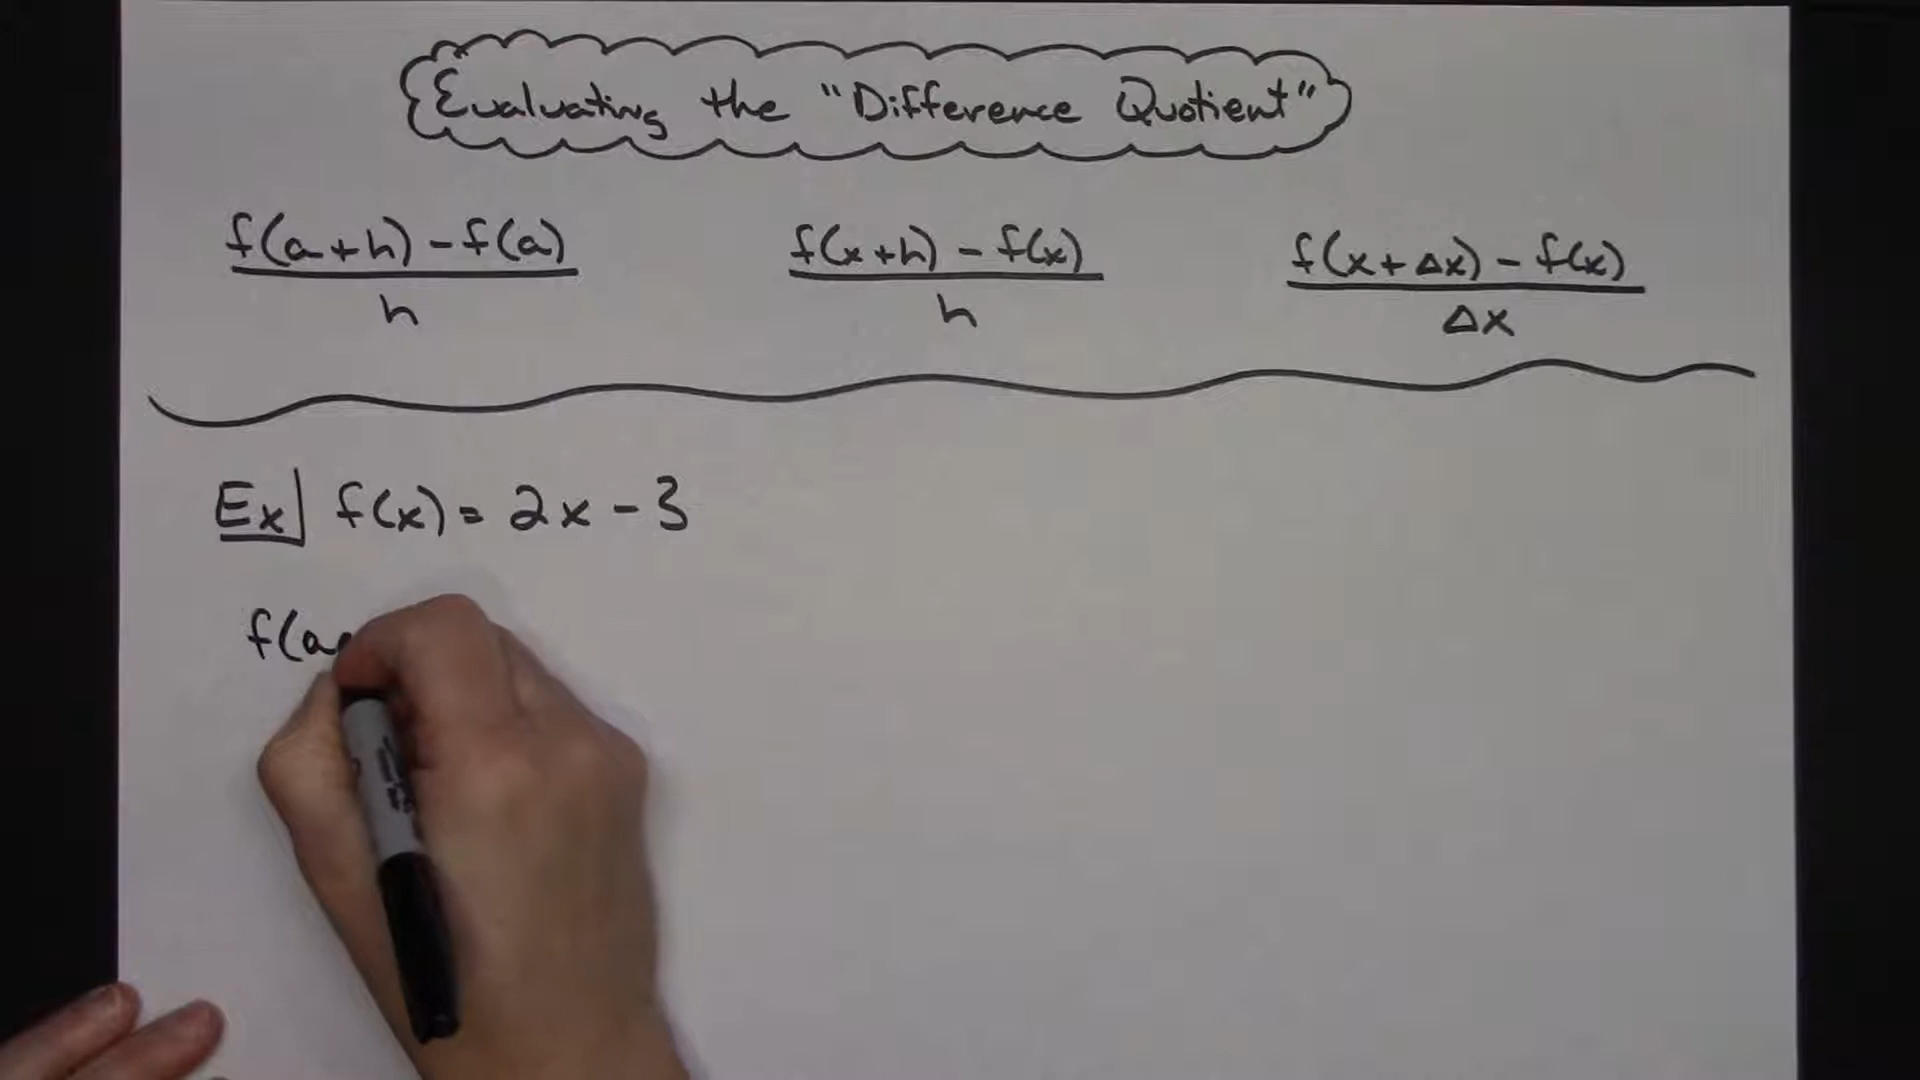 Evaluating the "Difference Quotient"
f(a+h)-f(a)
h
f(x+h)-f(x)
h
f(x+Δx)-f(x)
Δx
Ex f(x)= 2x-3
f(a